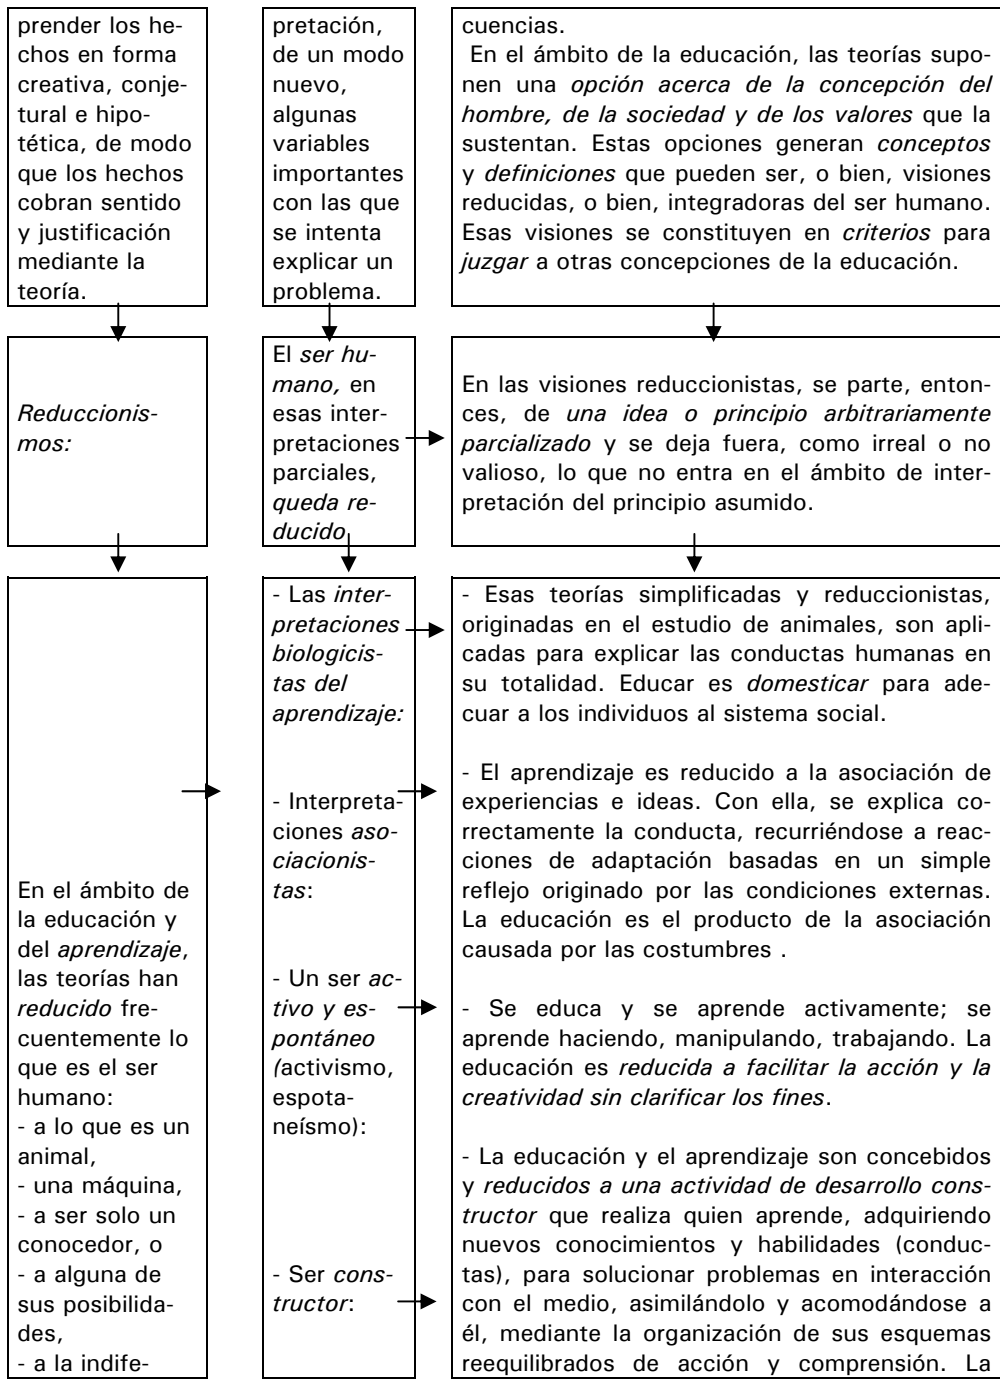 prender los he-
chos en forma
creativa, conje-
tural e hipo-
tética, de modo
que los hechos
cobran sentido
y justificación
mediante la
teoría.
pretación,
de un modo
nuevo,
algunas
variables
importantes
con las que
se intenta
explicar un
problema.
cuencias.
En el ámbito de la educación, las teorías supo-
nen una opción acerca de la concepción del
hombre, de la sociedad y de los valores que la
sustentan. Estas opciones generan conceptos
y definiciones que pueden ser, o bien, visiones
reducidas, o bien, integradoras del ser humano.
Esas visiones se constituyen en criterios para
juzgar a otras concepciones de la educación.
Reduccionis-
mos:
El ser hu-
mano, en
esas inter-
pretaciones
parciales,
queda re-
ducido
En las visiones reduccionistas, se parte, enton-
ces, de una idea o principio arbitrariamente
parcializado y se deja fuera, como irreal o no
valioso, lo que no entra en el ámbito de inter-
pretación del principio asumido.
En el ámbito de
la educación y
del aprendizaje,
las teorías han
reducido fre-
cuentemente lo
que es el ser
humano:
- a lo que es un
animal,
- una máquina,
- a ser solo un
conocedor, o
- a alguna de
sus posibilida-
des,
- a la indife-
- Las inter-
pretaciones
biologicis-
tas del
aprendizaje:
- Interpreta-
ciones aso-
ciacionis-
tas:
- Un ser ac-
tivo y es-
pontáneo
(activismo,
espota-
neísmo):
- Ser cons-
tructor:
- Esas teorías simplificadas y reduccionistas,
originadas en el estudio de animales, son apli-
cadas para explicar las conductas humanas en
su totalidad. Educar es domesticar para ade-
cuar a los individuos al sistema social.
- El aprendizaje es reducido a la asociación de
experiencias e ideas. Con ella, se explica co-
rrectamente la conducta, recurriéndose a reac-
ciones de adaptación basadas en un simple
reflejo originado por las condiciones externas.
La educación es el producto de la asociación
causada por las costumbres .
- Se educa y se aprende activamente; se
aprende haciendo, manipulando, trabajando. La
educación es reducida a facilitar la acción y la
creatividad sin clarificar los fines.
- La educación y el aprendizaje son concebidos
y reducidos a una actividad de desarrollo cons-
tructor que realiza quien aprende, adquiriendo
nuevos conocimientos y habilidades (conduc-
tas), para solucionar problemas en interacción
con el medio, asimilándolo y acomodándose a
él, mediante la organización de sus esquemas
reequilibrados de acción y comprensión. La